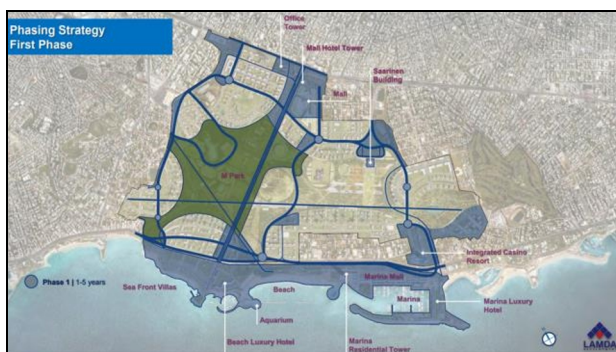 Phasing Strategy
First Phase
Office
Tower
Mall Hotel Tower
Saarinen
Building
Mall
M Park
Integrated Casino
Resort
Phase 1 | 1-5 years
Sea Front Villas
Beach
Marina Mall
Marina
Marina Luxury
Hotel
Aquarium
Beach Luxury Hotel
Marina
Residential Tower
LAMDA